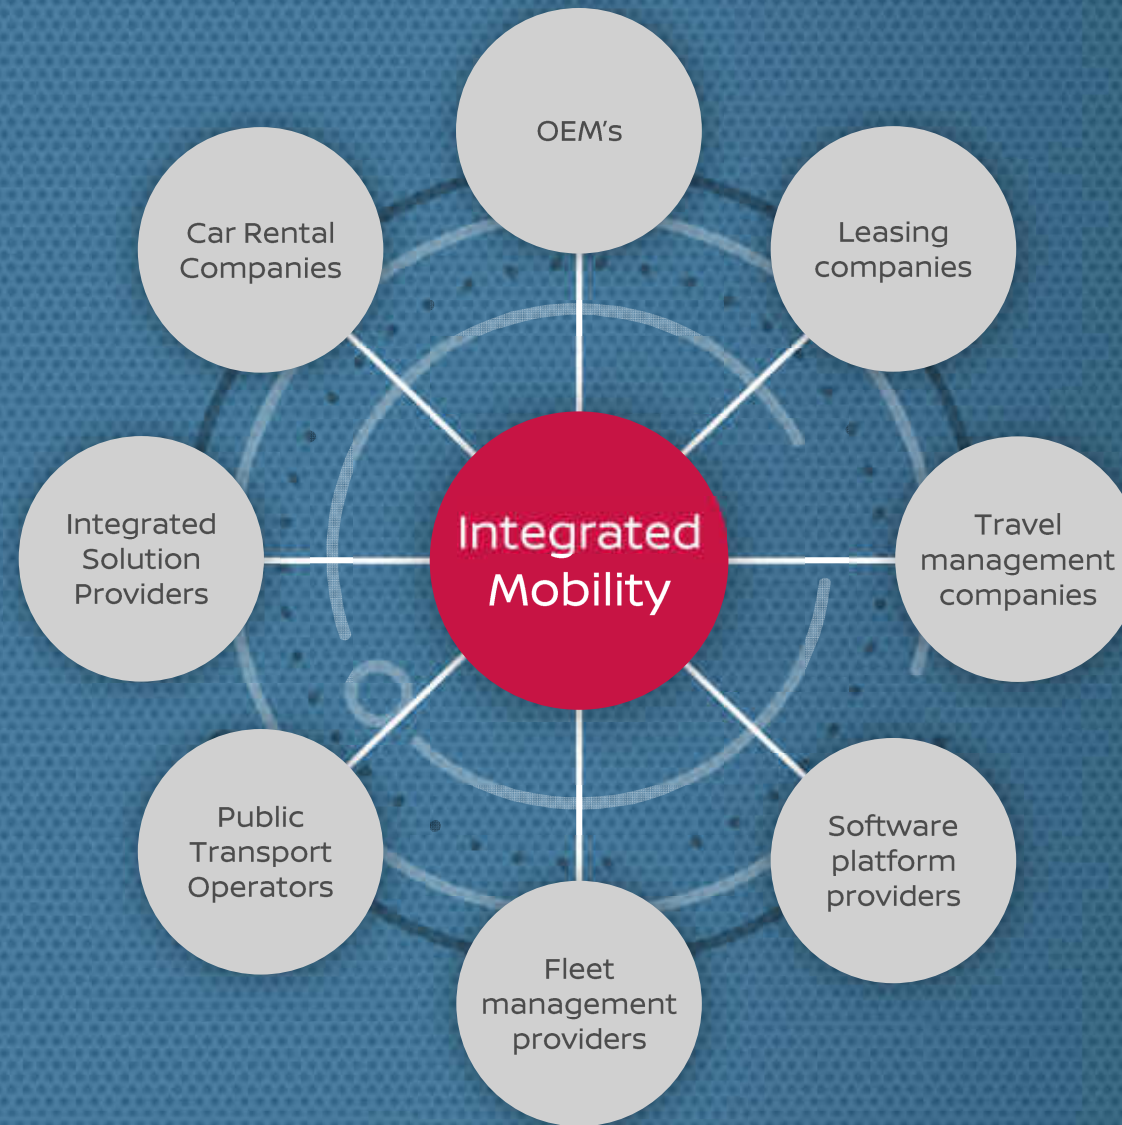 OEM's
Car Rental
Companies
Leasing
companies
Integrated
Solution
Providers
Integrated
Mobility
Travel
management
companies
Public
Transport
Operators
Software
platform
providers
Fleet
management
providers